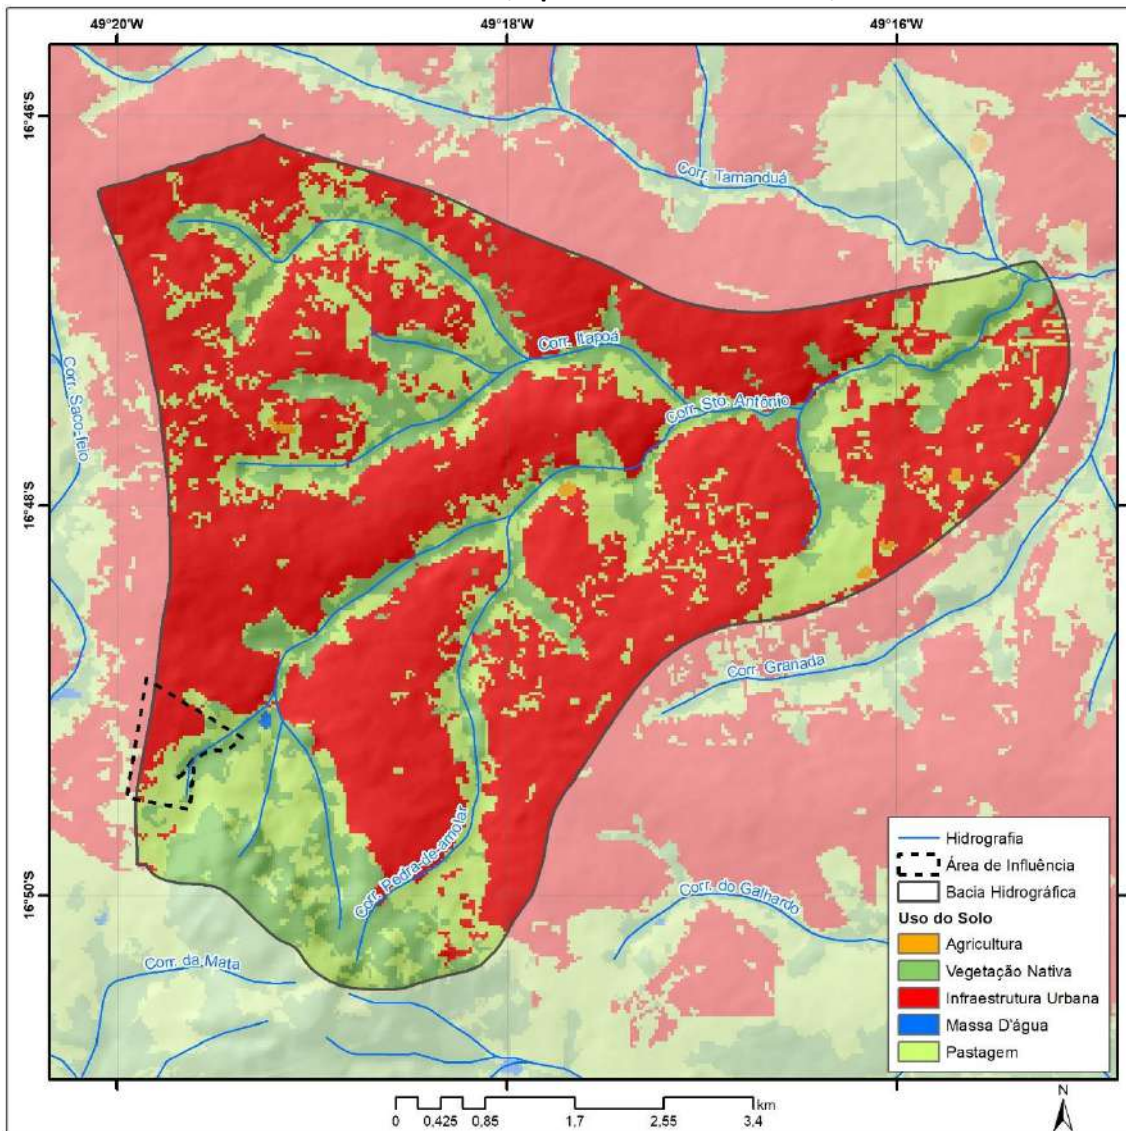 49°20'W
49°18'W
49°16'W
16°46'S
16°48'S
16°50'S
Corr. Tamanduá
Corr. Itapoá
Corr. Saco-feio
Corr. Sto. Antônio
Corr. Granada
Corr. Pedra-de-amolar
Corr. do Galhardo
Corr. da Mata
Hidrografia
Área de Influência
Bacia Hidrográfica
Uso do Solo
Agricultura
Vegetação Nativa
Infraestrutura Urbana
Massa D'água
Pastagem
km
0 0,425 0,85 1,7 2,55 3,4
N